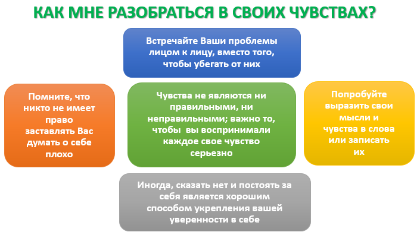 КАК МНЕ РАЗОБРАТЬСЯ В СВОИХ ЧУВСТВАХ?
Встречайте Ваши проблемы
лицом к лицу, вместо того,
чтобы убегать от них
Помните, что
никто не имеет
право
заставлять Вас
думать о себе
плохо
Чувства не являются ни
правильными, ни
неправильными; важно то,
чтобы вы воспринимали
каждое свое чувство
серьезно
Попробуйте
выразить свои
мысли и
чувства в слова
или записать
их
Иногда, сказать нет и постоять за
себя является хорошим
способом укрепления вашей
уверенности в себе